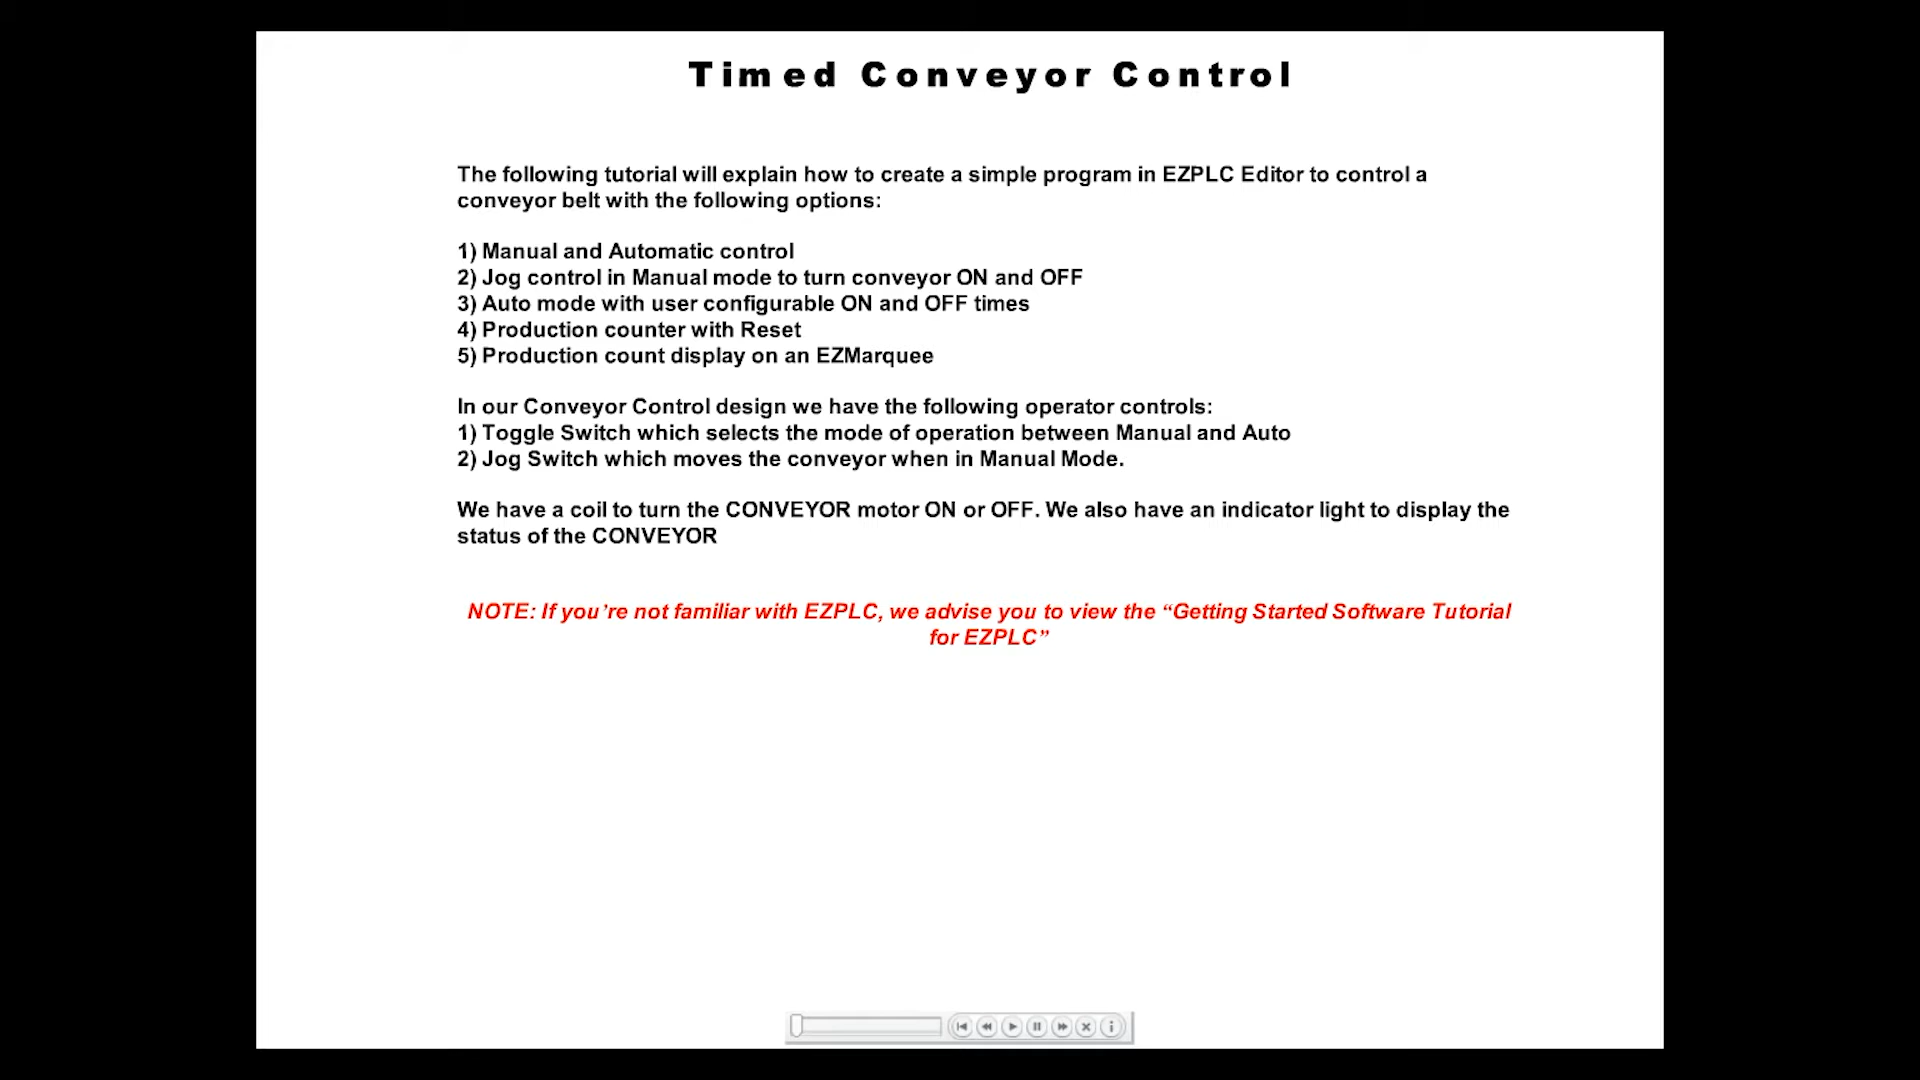 Timed Conveyor Control
The following tutorial will explain how to create a simple program in EZPLC Editor to control a
conveyor belt with the following options:
1) Manual and Automatic control
2) Jog control in Manual mode to turn conveyor ON and OFF
3) Auto mode with user configurable ON and OFF times
4) Production counter with Reset
5) Production count display on an EZMarquee
In our Conveyor Control design we have the following operator controls:
1) Toggle Switch which selects the mode of operation between Manual and Auto
2) Jog Switch which moves the conveyor when in Manual Mode.
We have a coil to turn the CONVEYOR motor ON or OFF. We also have an indicator light to display the
status of the CONVEYOR
NOTE: If you’re not familiar with EZPLC, we advise you to view the “Getting Started Software Tutorial
for EZPLC”